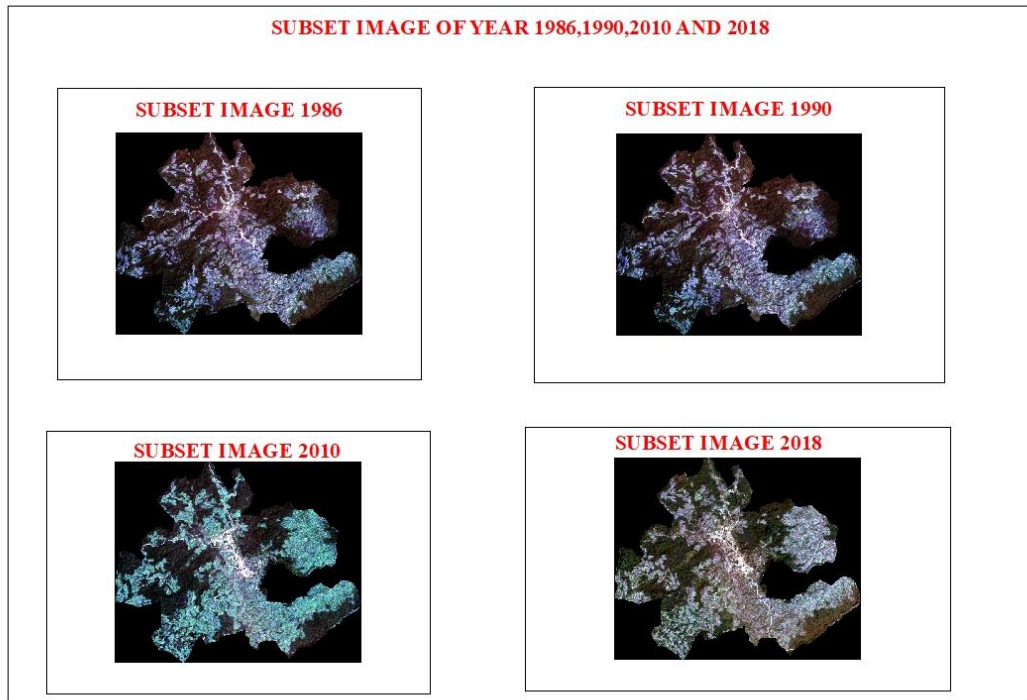 SUBSET IMAGE OF YEAR 1986,1990,2010 AND 2018
SUBSET IMAGE 1986
SUBSET IMAGE 1990
SUBSET IMAGE 2010
SUBSET IMAGE 2018